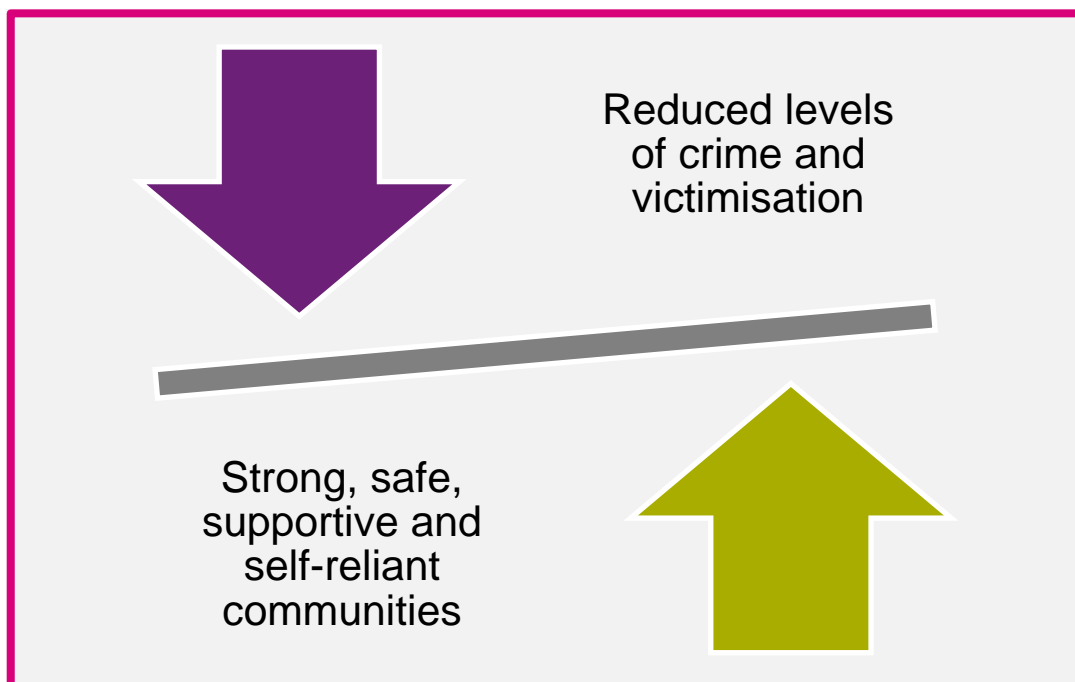 Reduced levels
of crime and
victimisation
Strong, safe,
supportive and
self-reliant
communities